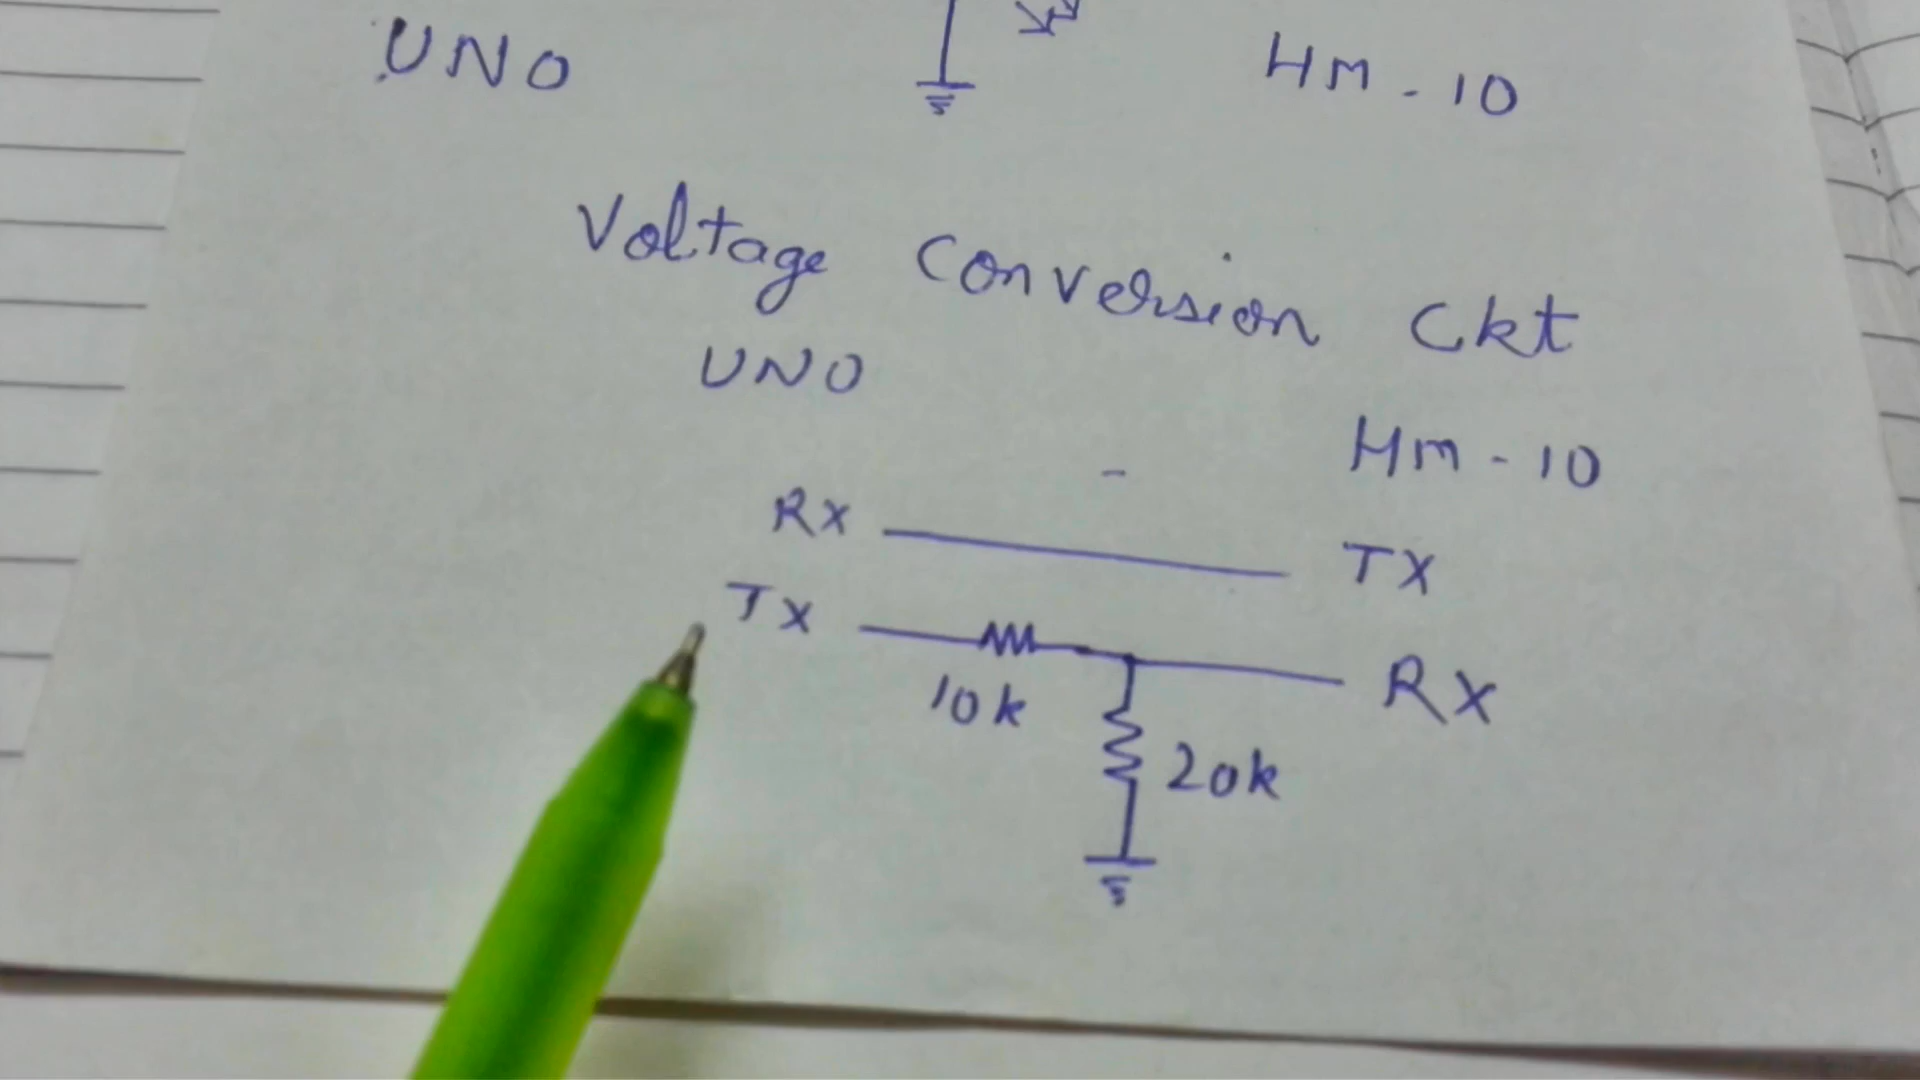 UNO HM-10
Voltage Conversion Ckt
UNO
HM-10
RX TX
TX RX
10k
20k